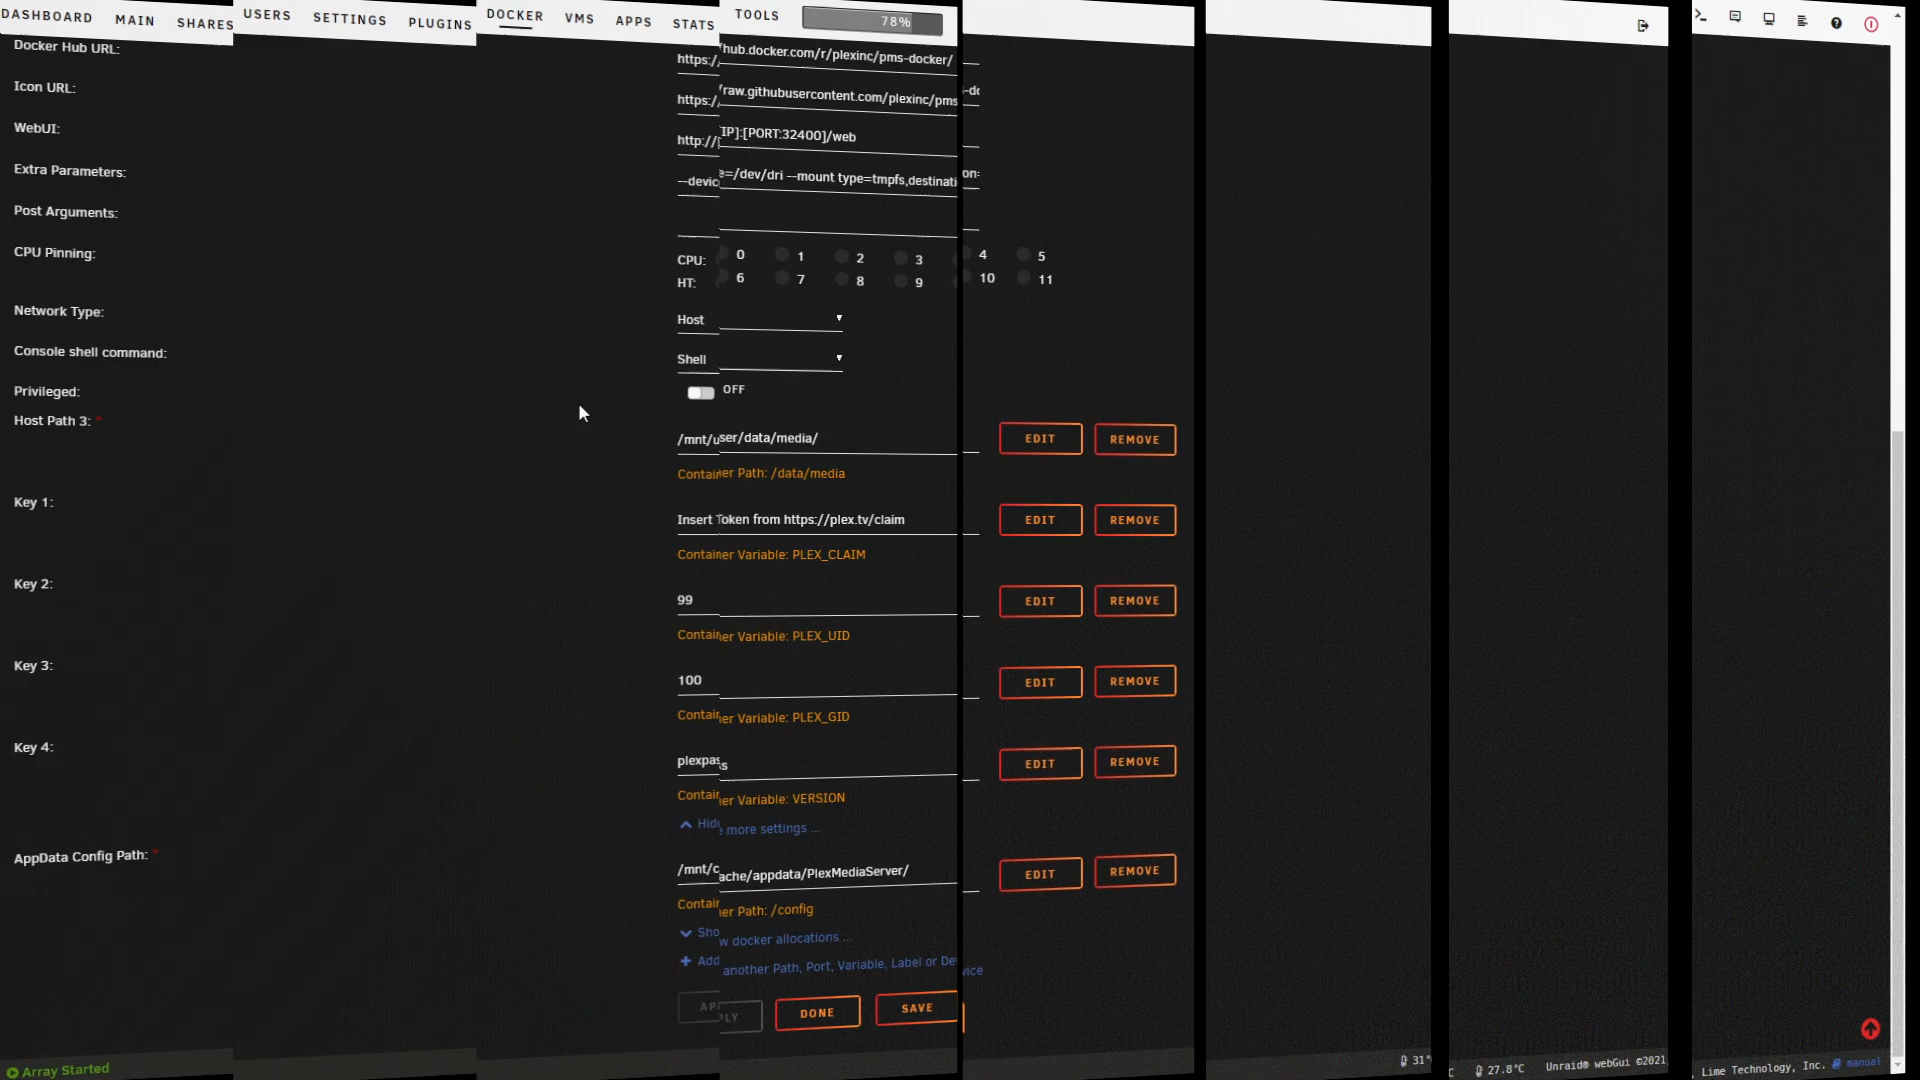 DASHBOARD MAIN SHARES USERS SETTINGS PLUGINS DOCKER VMS APPS STATS TOOLS 78%
Docker Hub URL: https://hub.docker.com/r/plexinc/pms-docker/
Icon URL: https://raw.githubusercontent.com/plexinc/pms-dc
WebUI: http://[IP]:[PORT:32400]/web
Extra Parameters: --device=/dev/dri --mount type=tmpfs,destination=
Post Arguments:
CPU Pinning: CPU: 0 1 2 3 4 5
HT: 6 7 8 9 10 11
Network Type: Host
Console shell command: Shell
Privileged: OFF
Host Path 3: * /mnt/user/data/media/ EDIT REMOVE
Container Path: /data/media
Key 1: Insert Token from https://plex.tv/claim EDIT REMOVE
Container Variable: PLEX_CLAIM
Key 2: 99 EDIT REMOVE
Container Variable: PLEX_UID
Key 3: 100 EDIT REMOVE
Container Variable: PLEX_GID
Key 4: plexpass EDIT REMOVE
Container Variable: VERSION
Hide more settings ...
AppData Config Path: * /mnt/cache/appdata/PlexMediaServer/ EDIT REMOVE
Container Path: /config
Show docker allocations ...
Add another Path, Port, Variable, Label or Device
APPLY DONE SAVE
Array Started 31°C 27.8°C Unraid® webGui ©2021, Lime Technology, Inc. manual